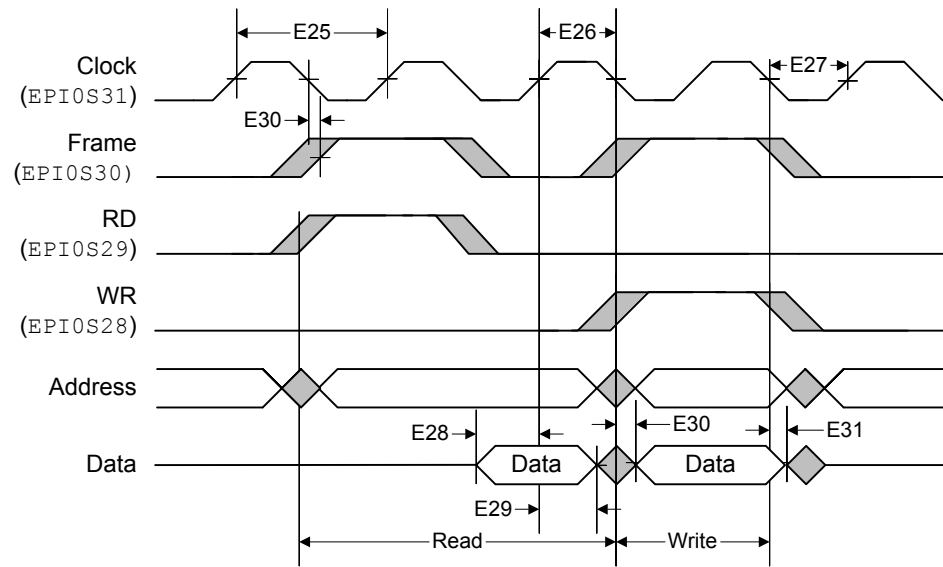 E25
E26
Clock
(EPI0S31)
E27
E30
Frame
(EPI0S30)
RD
(EPI0S29)
WR
(EPI0S28)
Address
E28
E30
E31
Data
Data
Data
E29
Read
Write